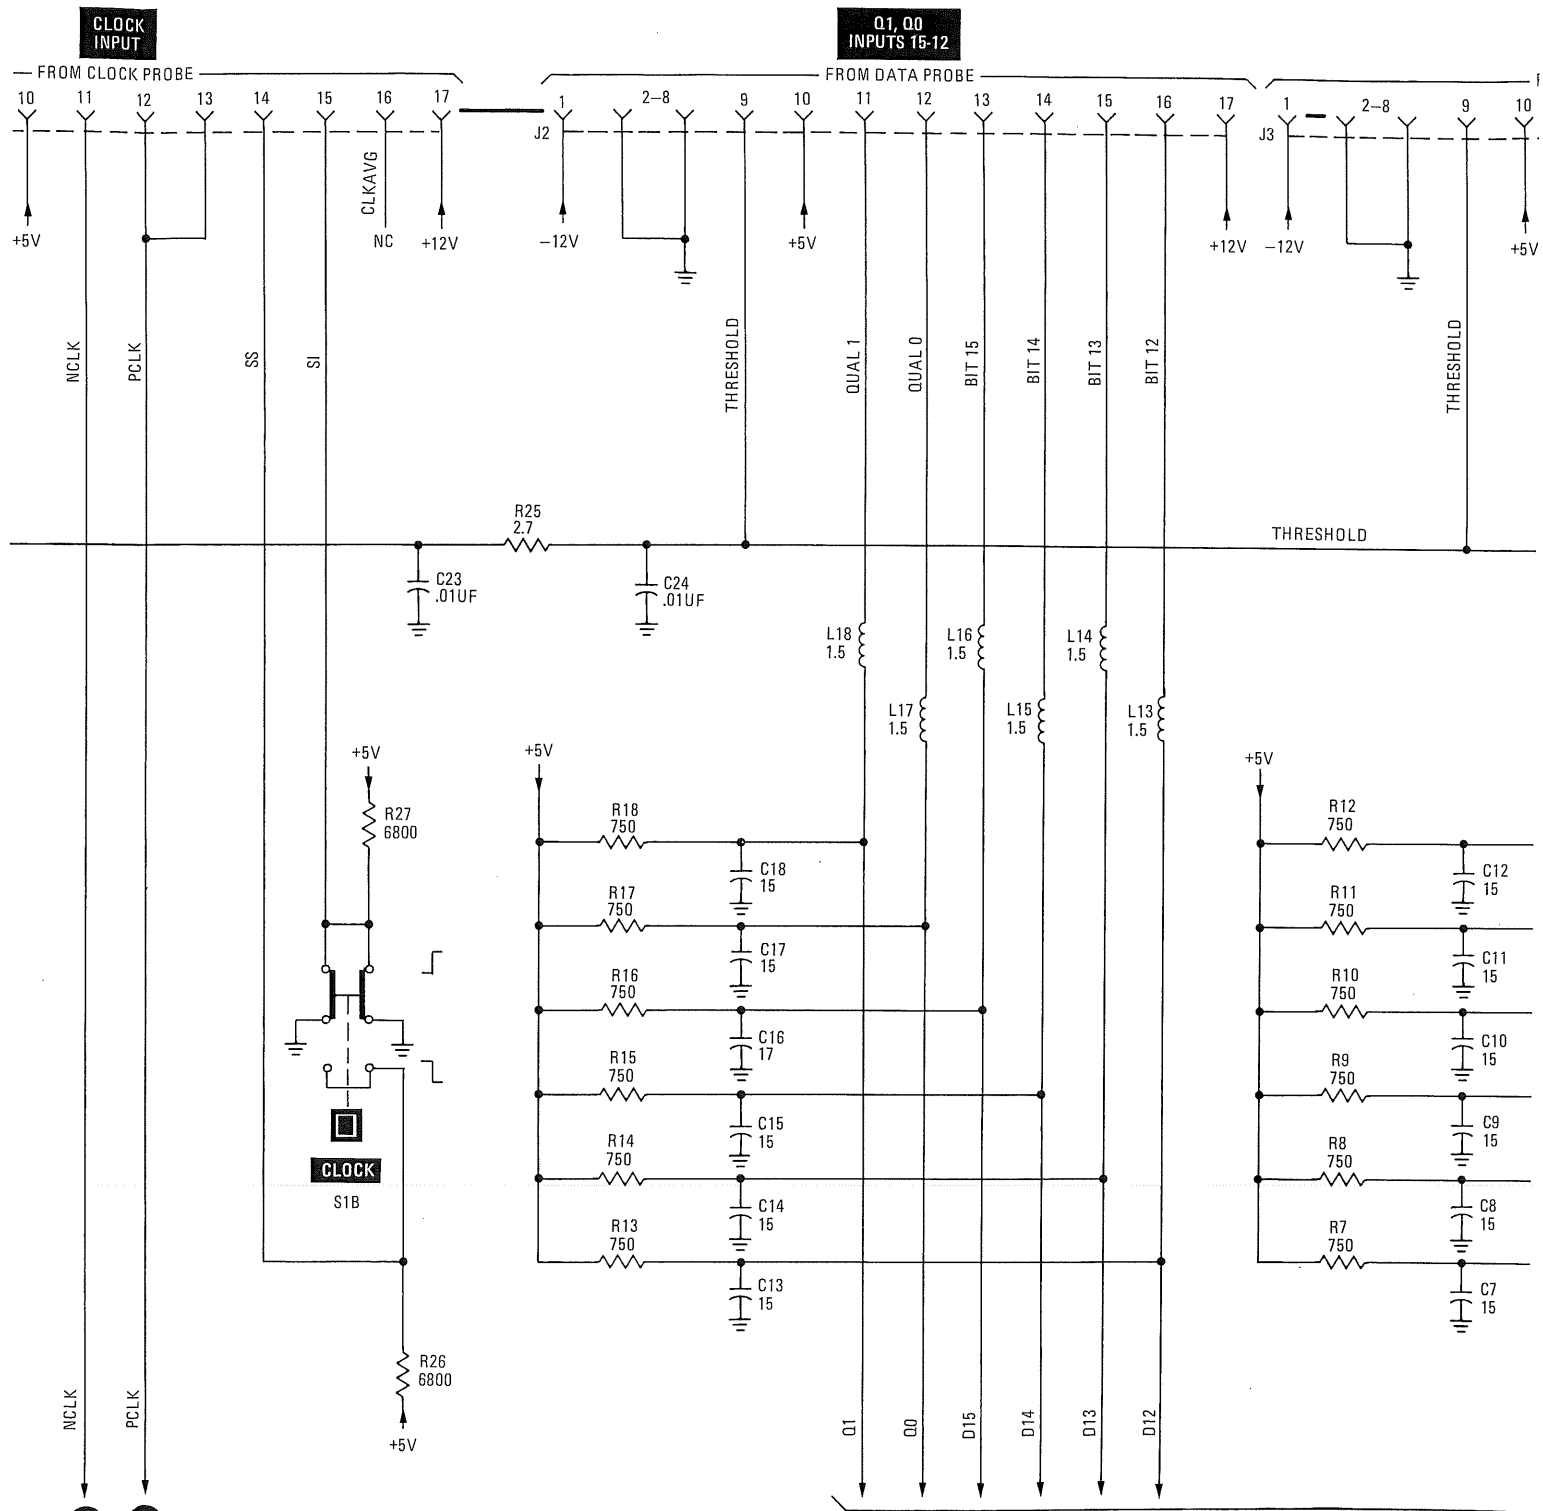 CLOCK
INPUT
Q1, Q0
INPUTS 15-12
FROM CLOCK PROBE
FROM DATA PROBE
10 11 12 13 14 15 16 17 1 2–8 9 10 11 12 13 14 15 16 17 1 2–8 9 10
J2
J3
CLKAVG
NC
+5V
+12V
–12V
+5V
+12V
–12V
+5V
NCLK
PCLK
SS
SI
THRESHOLD
QUAL 1
QUAL 0
BIT 15
BIT 14
BIT 13
BIT 12
THRESHOLD
R25
2.7
THRESHOLD
C23
.01UF
C24
.01UF
L18
1.5
L16
1.5
L14
1.5
L17
1.5
L15
1.5
L13
1.5
+5V
+5V
+5V
R27
6800
R18
750
C18
15
R17
750
C17
15
R16
750
C16
17
R15
750
C15
15
R14
750
C14
15
R13
750
C13
15
R12
750
C12
15
R11
750
C11
15
R10
750
C10
15
R9
750
C9
15
R8
750
C8
15
R7
750
C7
15
CLOCK
S1B
R26
6800
+5V
NCLK
PCLK
Q1
Q0
D15
D14
D13
D12